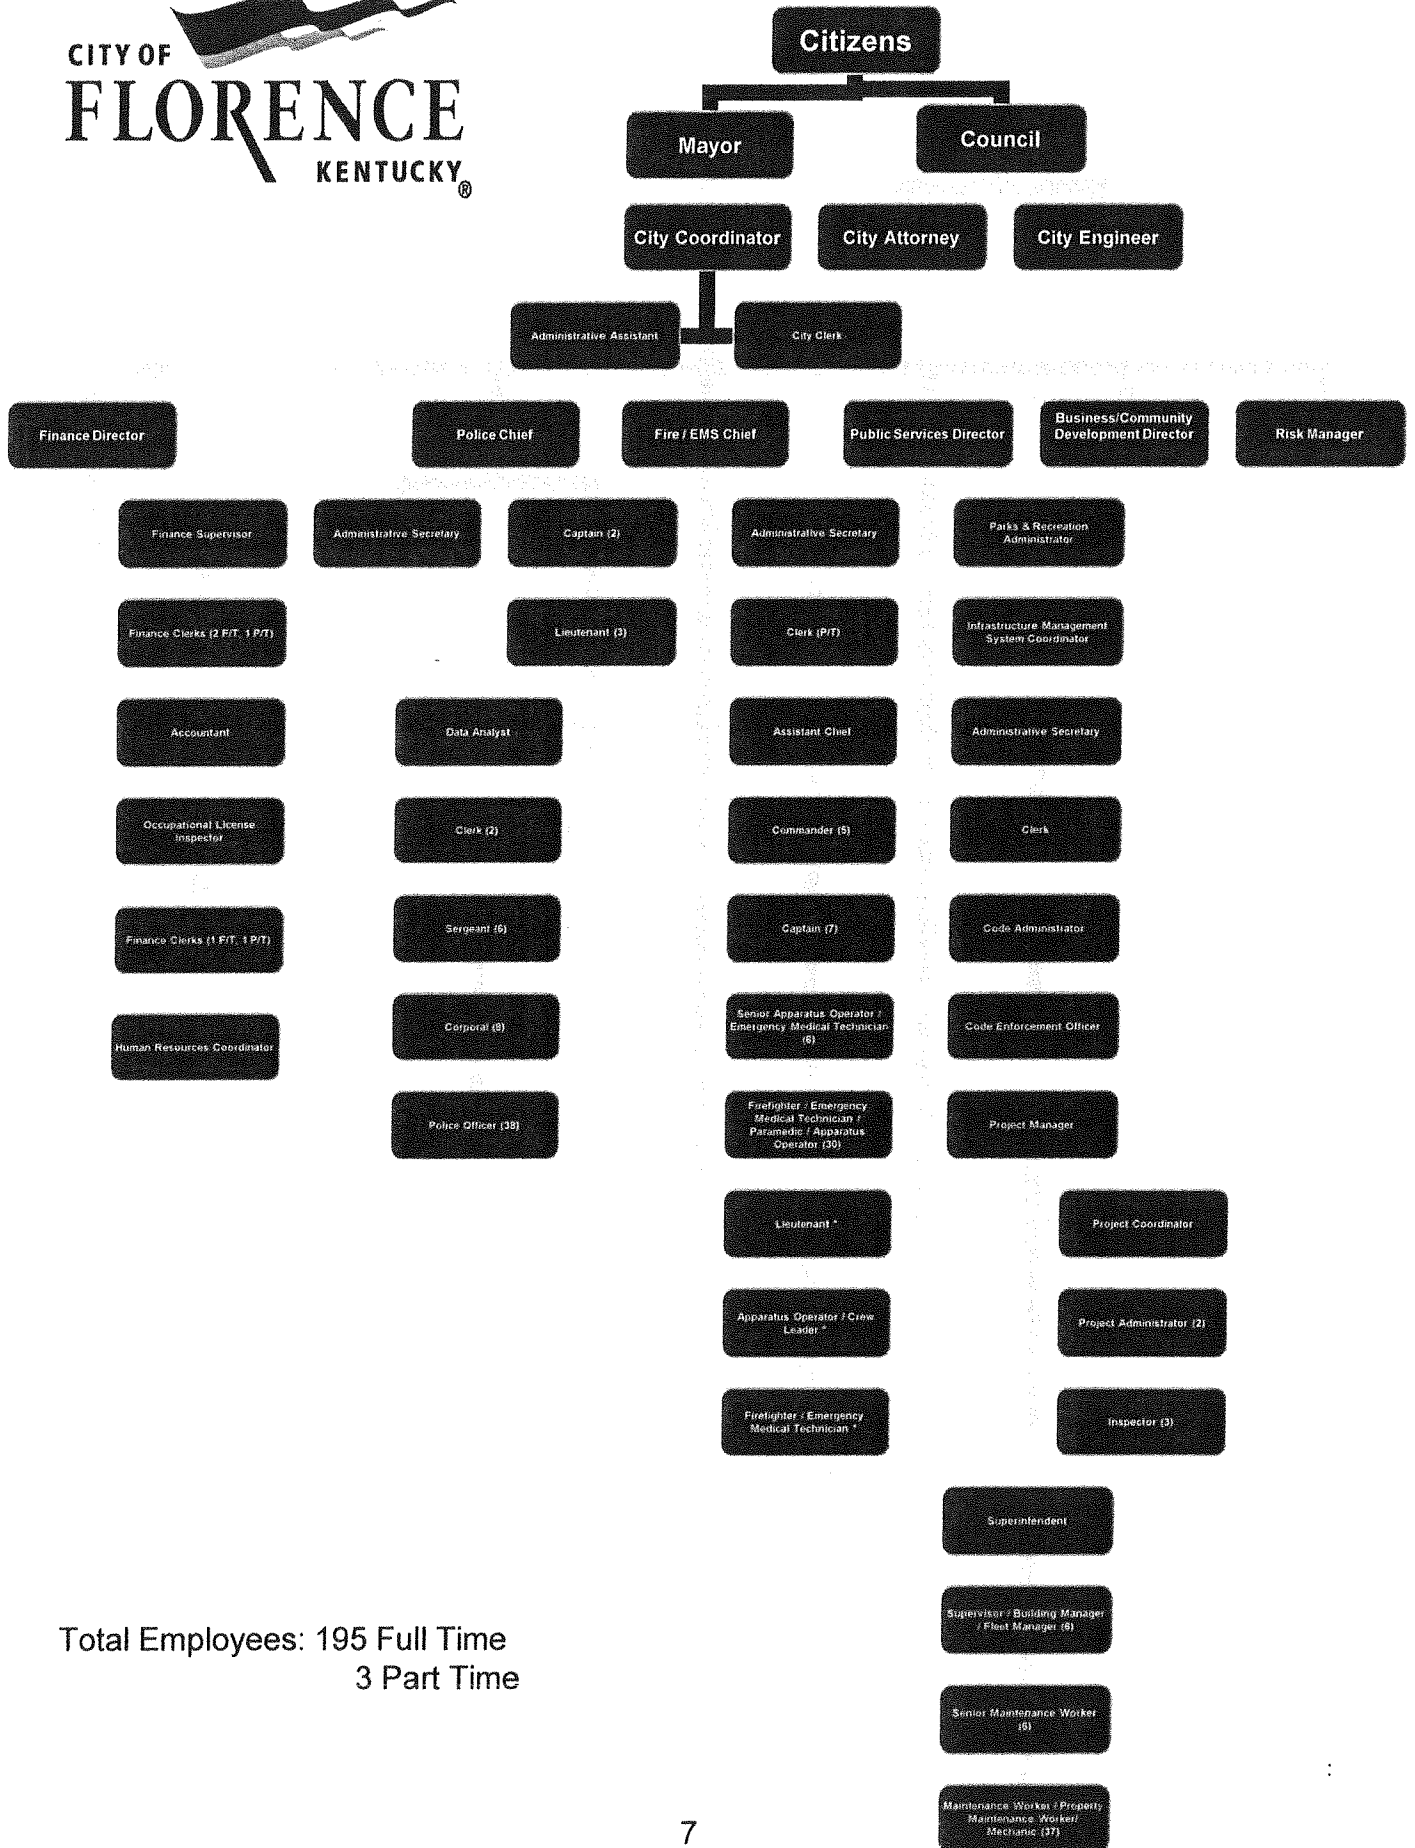 CITY OF
FLORENCE
KENTUCKY
®
Citizens
Mayor
Council
City Coordinator
City Attorney
City Engineer
Administrative Assistant
City Clerk
Finance Director
Police Chief
Fire / EMS Chief
Public Services Director
Business/Community
Development Director
Risk Manager
Finance Supervisor
Administrative Secretary
Captain (2)
Administrative Secretary
Parks & Recreation
Administrator
Finance Clerks (2 F/T, 1 P/T)
Lieutenant (3)
Clerk (P/T)
Infrastructure Management
System Coordinator
Accountant
Data Analyst
Assistant Chief
Administrative Secretary
Occupational License
Inspector
Clerk (2)
Commander (5)
Clerk
Finance Clerks (1 F/T, 1 P/T)
Sergeant (6)
Captain (7)
Code Administrator
Human Resources Coordinator
Corporal (8)
Senior Apparatus Operator /
Emergency Medical Technician
(6)
Code Enforcement Officer
Police Officer (38)
Firefighter / Emergency
Medical Technician /
Paramedic / Apparatus
Operator (30)
Project Manager
Lieutenant *
Project Coordinator
Apparatus Operator / Crew
Leader *
Project Administrator (2)
Firefighter / Emergency
Medical Technician *
Inspector (3)
Superintendent
Supervisor / Building Manager
/ Fleet Manager (6)
Senior Maintenance Worker
(6)
Maintenance Worker / Property
Maintenance Worker/
Mechanic (37)
Total Employees: 195 Full Time
3 Part Time
7